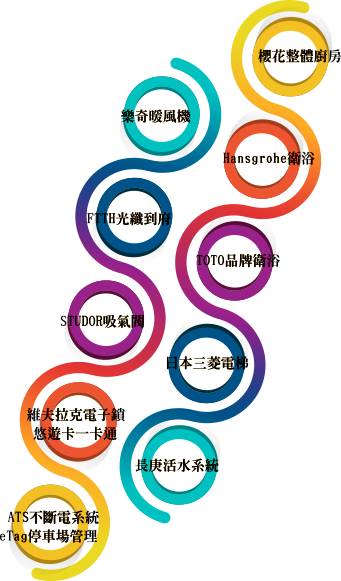 樂奇暖風機
FTTH光纖到府
STUDOR吸氣閥
維夫拉克電子鎖
悠遊卡一卡通
ATS不斷電系統
eTag停車場管理
櫻花整體廚房
Hansgrohe衛浴
TOTO品牌衛浴
日本三菱電梯
長庚活水系統